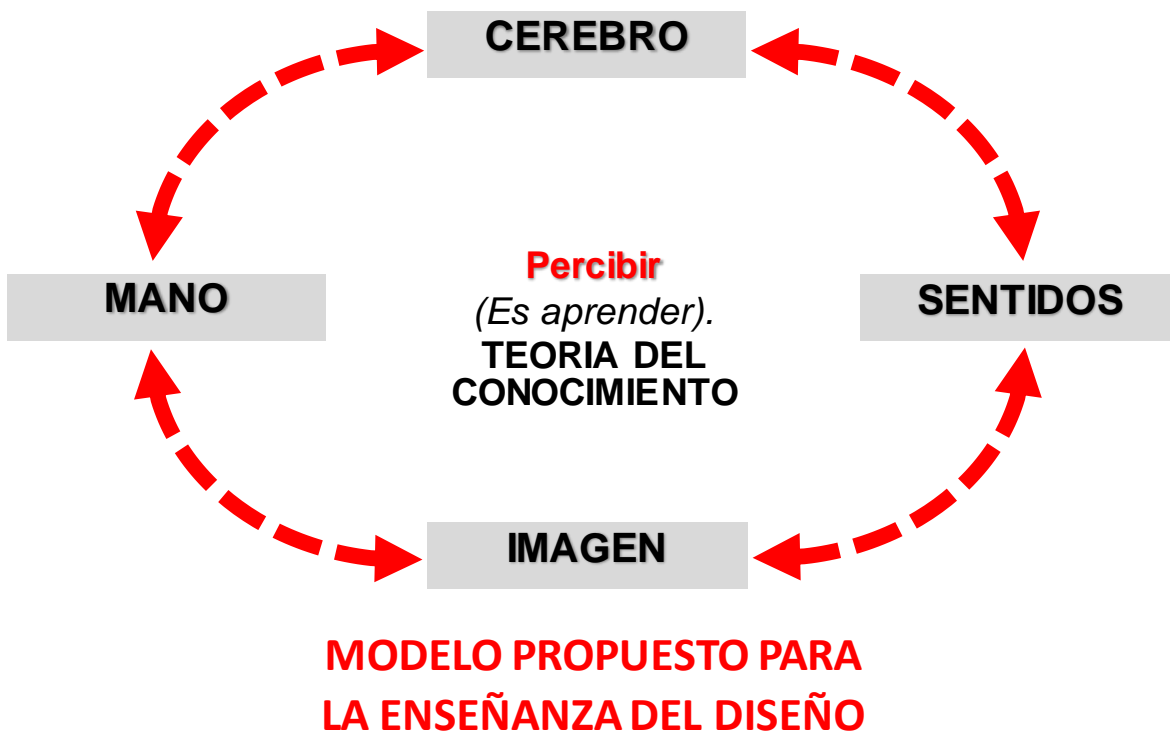 CEREBRO
MANO
Percibir
(Es aprender).
TEORIA DEL
CONOCIMIENTO
SENTIDOS
IMAGEN
MODELO PROPUESTO PARA
LA ENSEÑANZA DEL DISEÑO